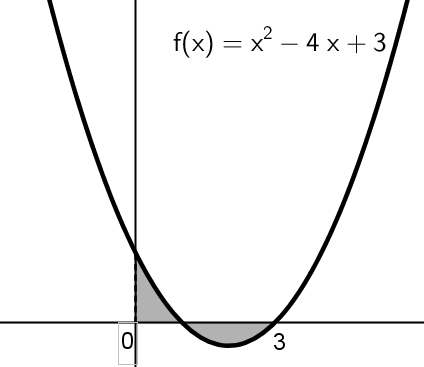 f(x) = x² − 4 x + 3
0
3